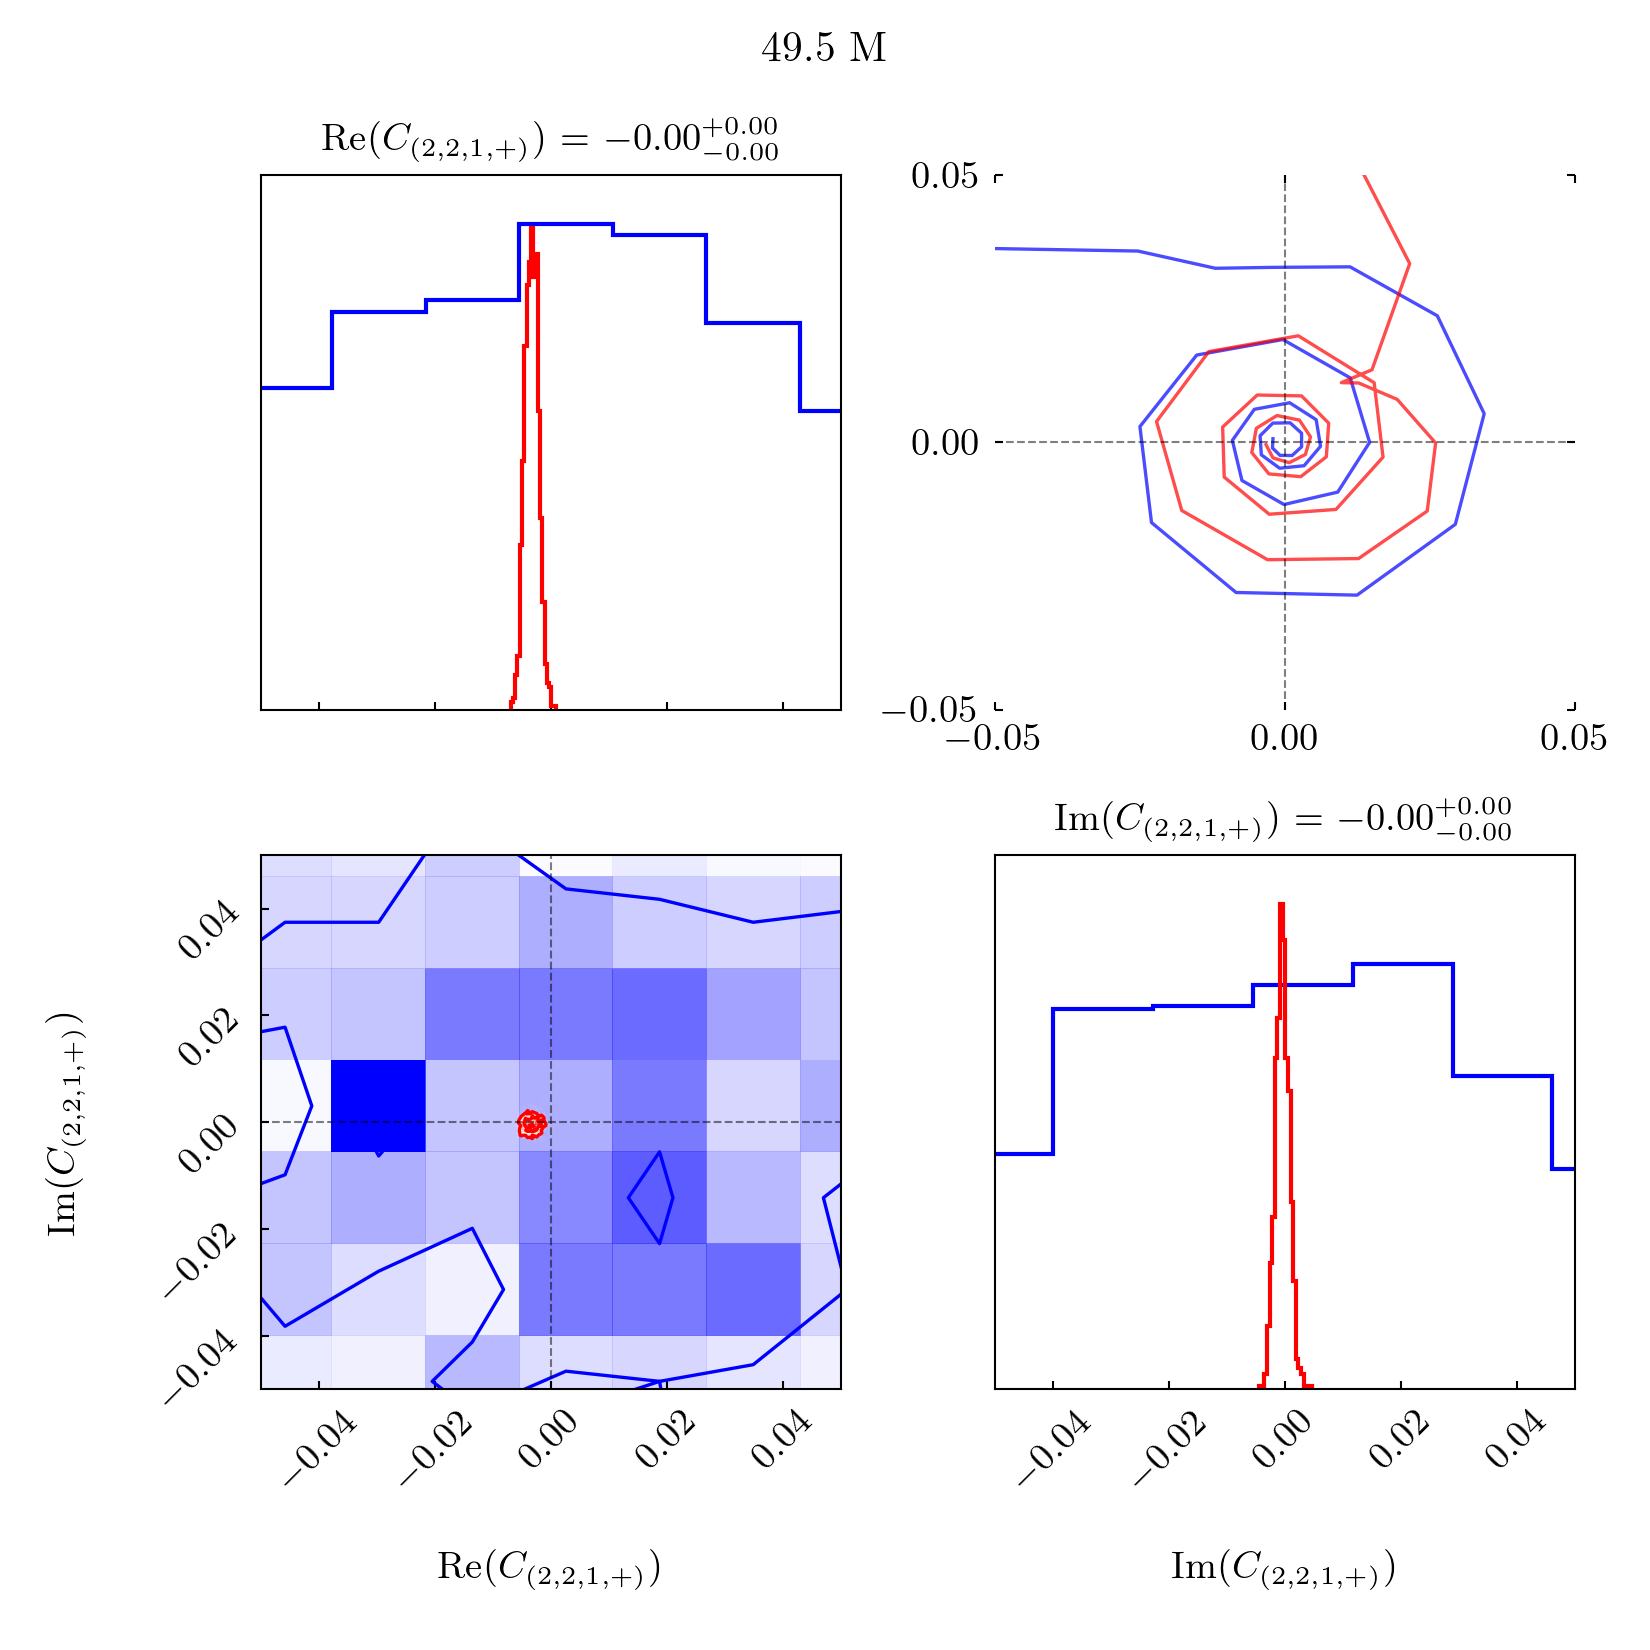 49.5 M
Re(C_{(2,2,1,+)}) = −0.00^{+0.00}_{−0.00}
0.05
0.00
−0.05
−0.05 0.00 0.05
Im(C_{(2,2,1,+)}) = −0.00^{+0.00}_{−0.00}
Im(C_{(2,2,1,+)})
0.04
0.02
0.00
−0.02
−0.04
−0.04 −0.02 0.00 0.02 0.04
−0.04 −0.02 0.00 0.02 0.04
Re(C_{(2,2,1,+)})
Im(C_{(2,2,1,+)})